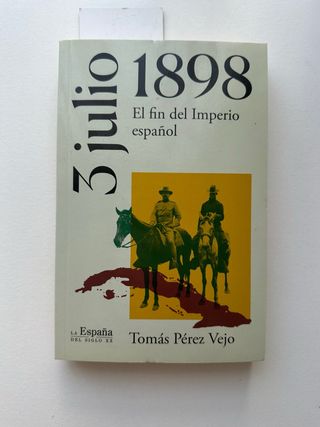 3 julio
1898
El fin del Imperio
español
LA España
DEL SIGLO XX
Tomás Pérez Vejo